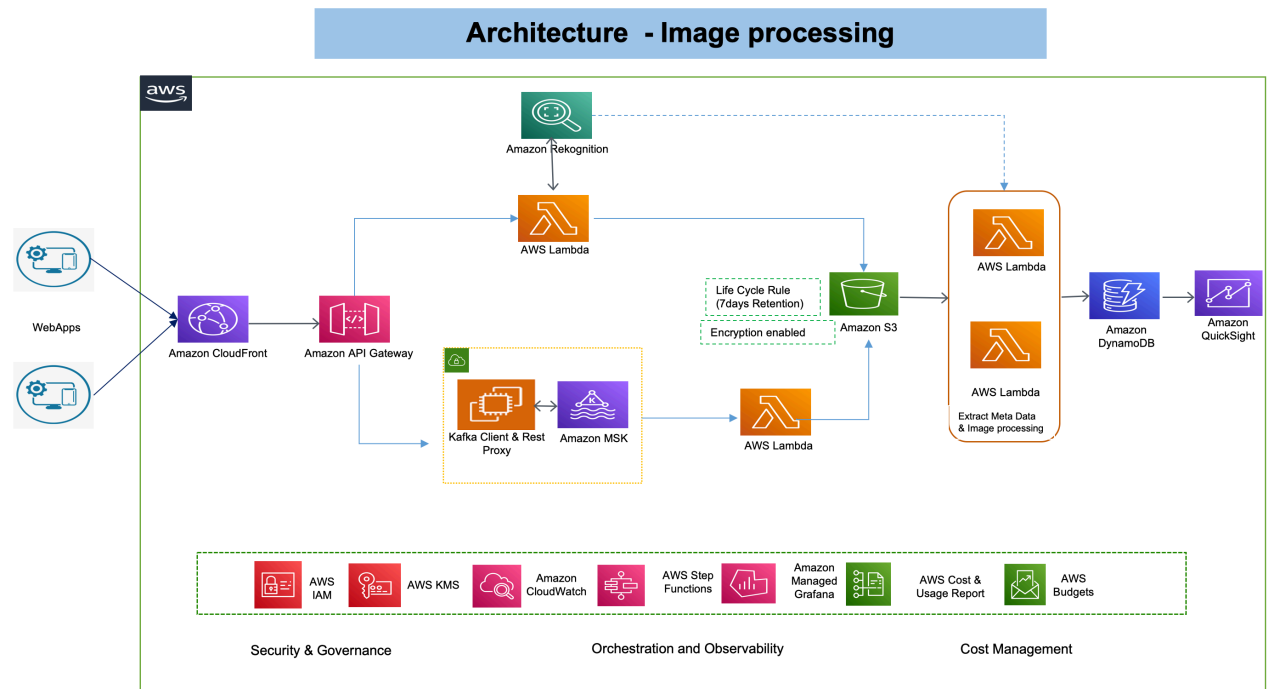 Architecture - Image processing
aws
Amazon Rekognition
AWS Lambda
AWS Lambda
WebApps
Life Cycle Rule
(7days Retention)
Encryption enabled
Amazon S3
Amazon CloudFront
Amazon API Gateway
Amazon
DynamoDB
Amazon
QuickSight
K
Kafka Client & Rest
Proxy
Amazon MSK
AWS Lambda
AWS Lambda
Extract Meta Data
& Image processing
AWS
IAM
AWS KMS
Amazon
CloudWatch
AWS Step
Functions
Amazon
Managed
Grafana
AWS Cost &
Usage Report
AWS
Budgets
Security & Governance
Orchestration and Observability
Cost Management